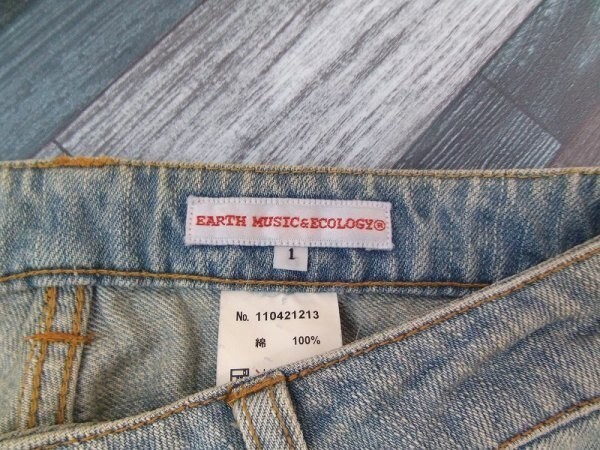 EARTH MUSIC&ECOLOGY®
1
No. 110421213
綿 100%